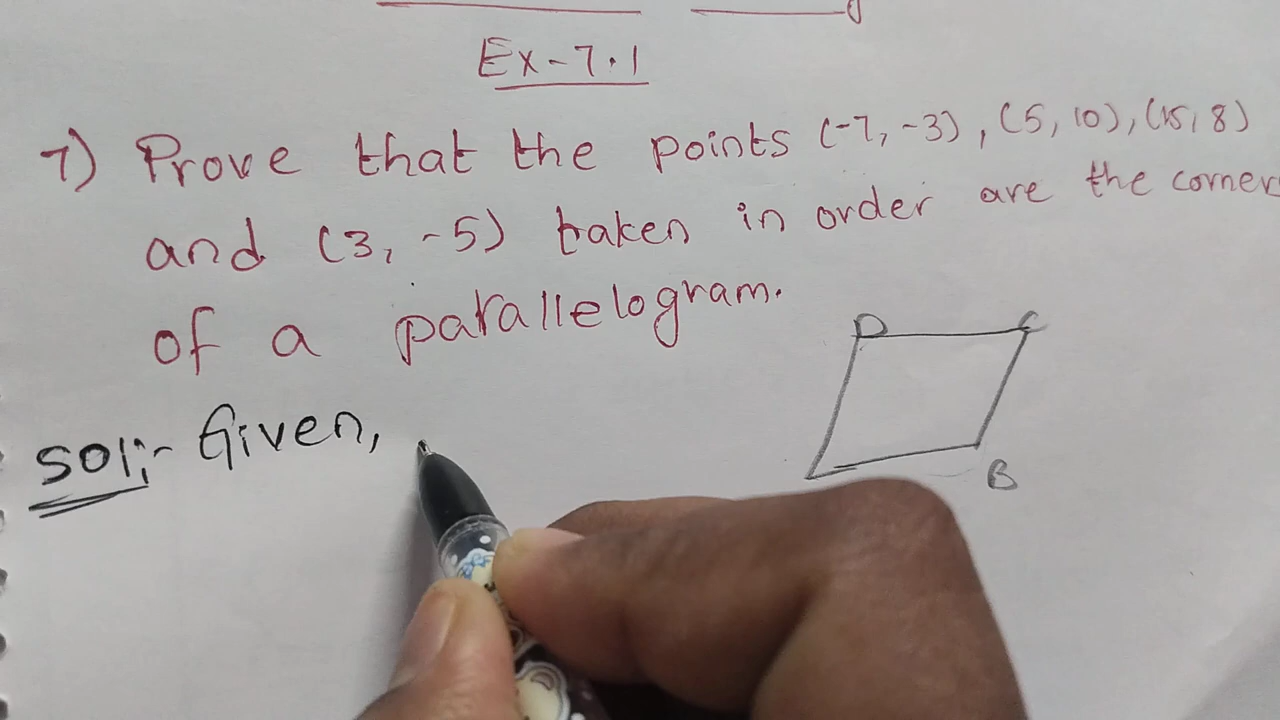 Ex-7.1
7) Prove that the points (-7, -3), (5, 10), (15, 8)
and (3, -5) taken in order are the corner
of a parallelogram.
D C
Sol:- Given,
B